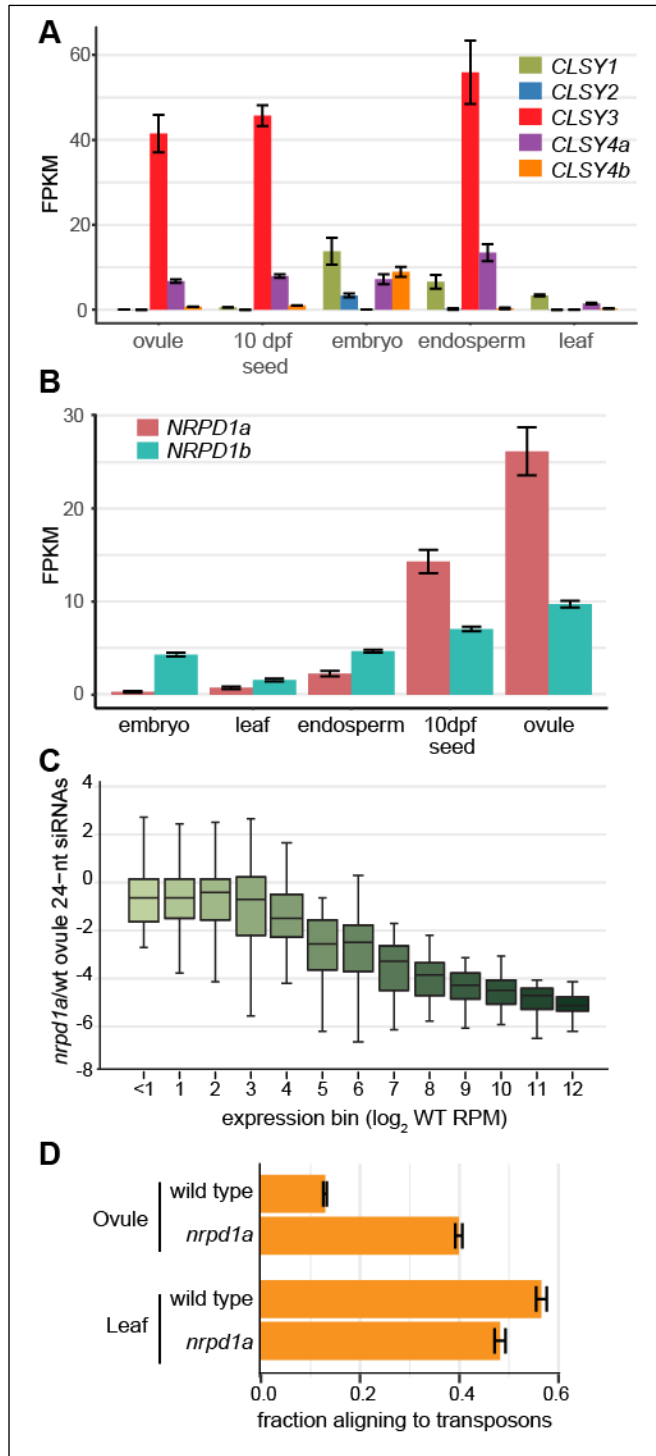 A
FPKM
60
40
20
0
CLSY1
CLSY2
CLSY3
CLSY4a
CLSY4b
ovule
10 dpf
seed
embryo
endosperm
leaf
B
FPKM
30
20
10
0
NRPD1a
NRPD1b
embryo
leaf
endosperm
10dpf
seed
ovule
C
nrpd1a/wt ovule 24-nt siRNAs
4
2
0
-2
-4
-6
-8
<1 1 2 3 4 5 6 7 8 9 10 11 12
expression bin (log2 WT RPM)
D
Ovule
wild type
nrpd1a
Leaf
wild type
nrpd1a
0.0 0.2 0.4 0.6
fraction aligning to transposons